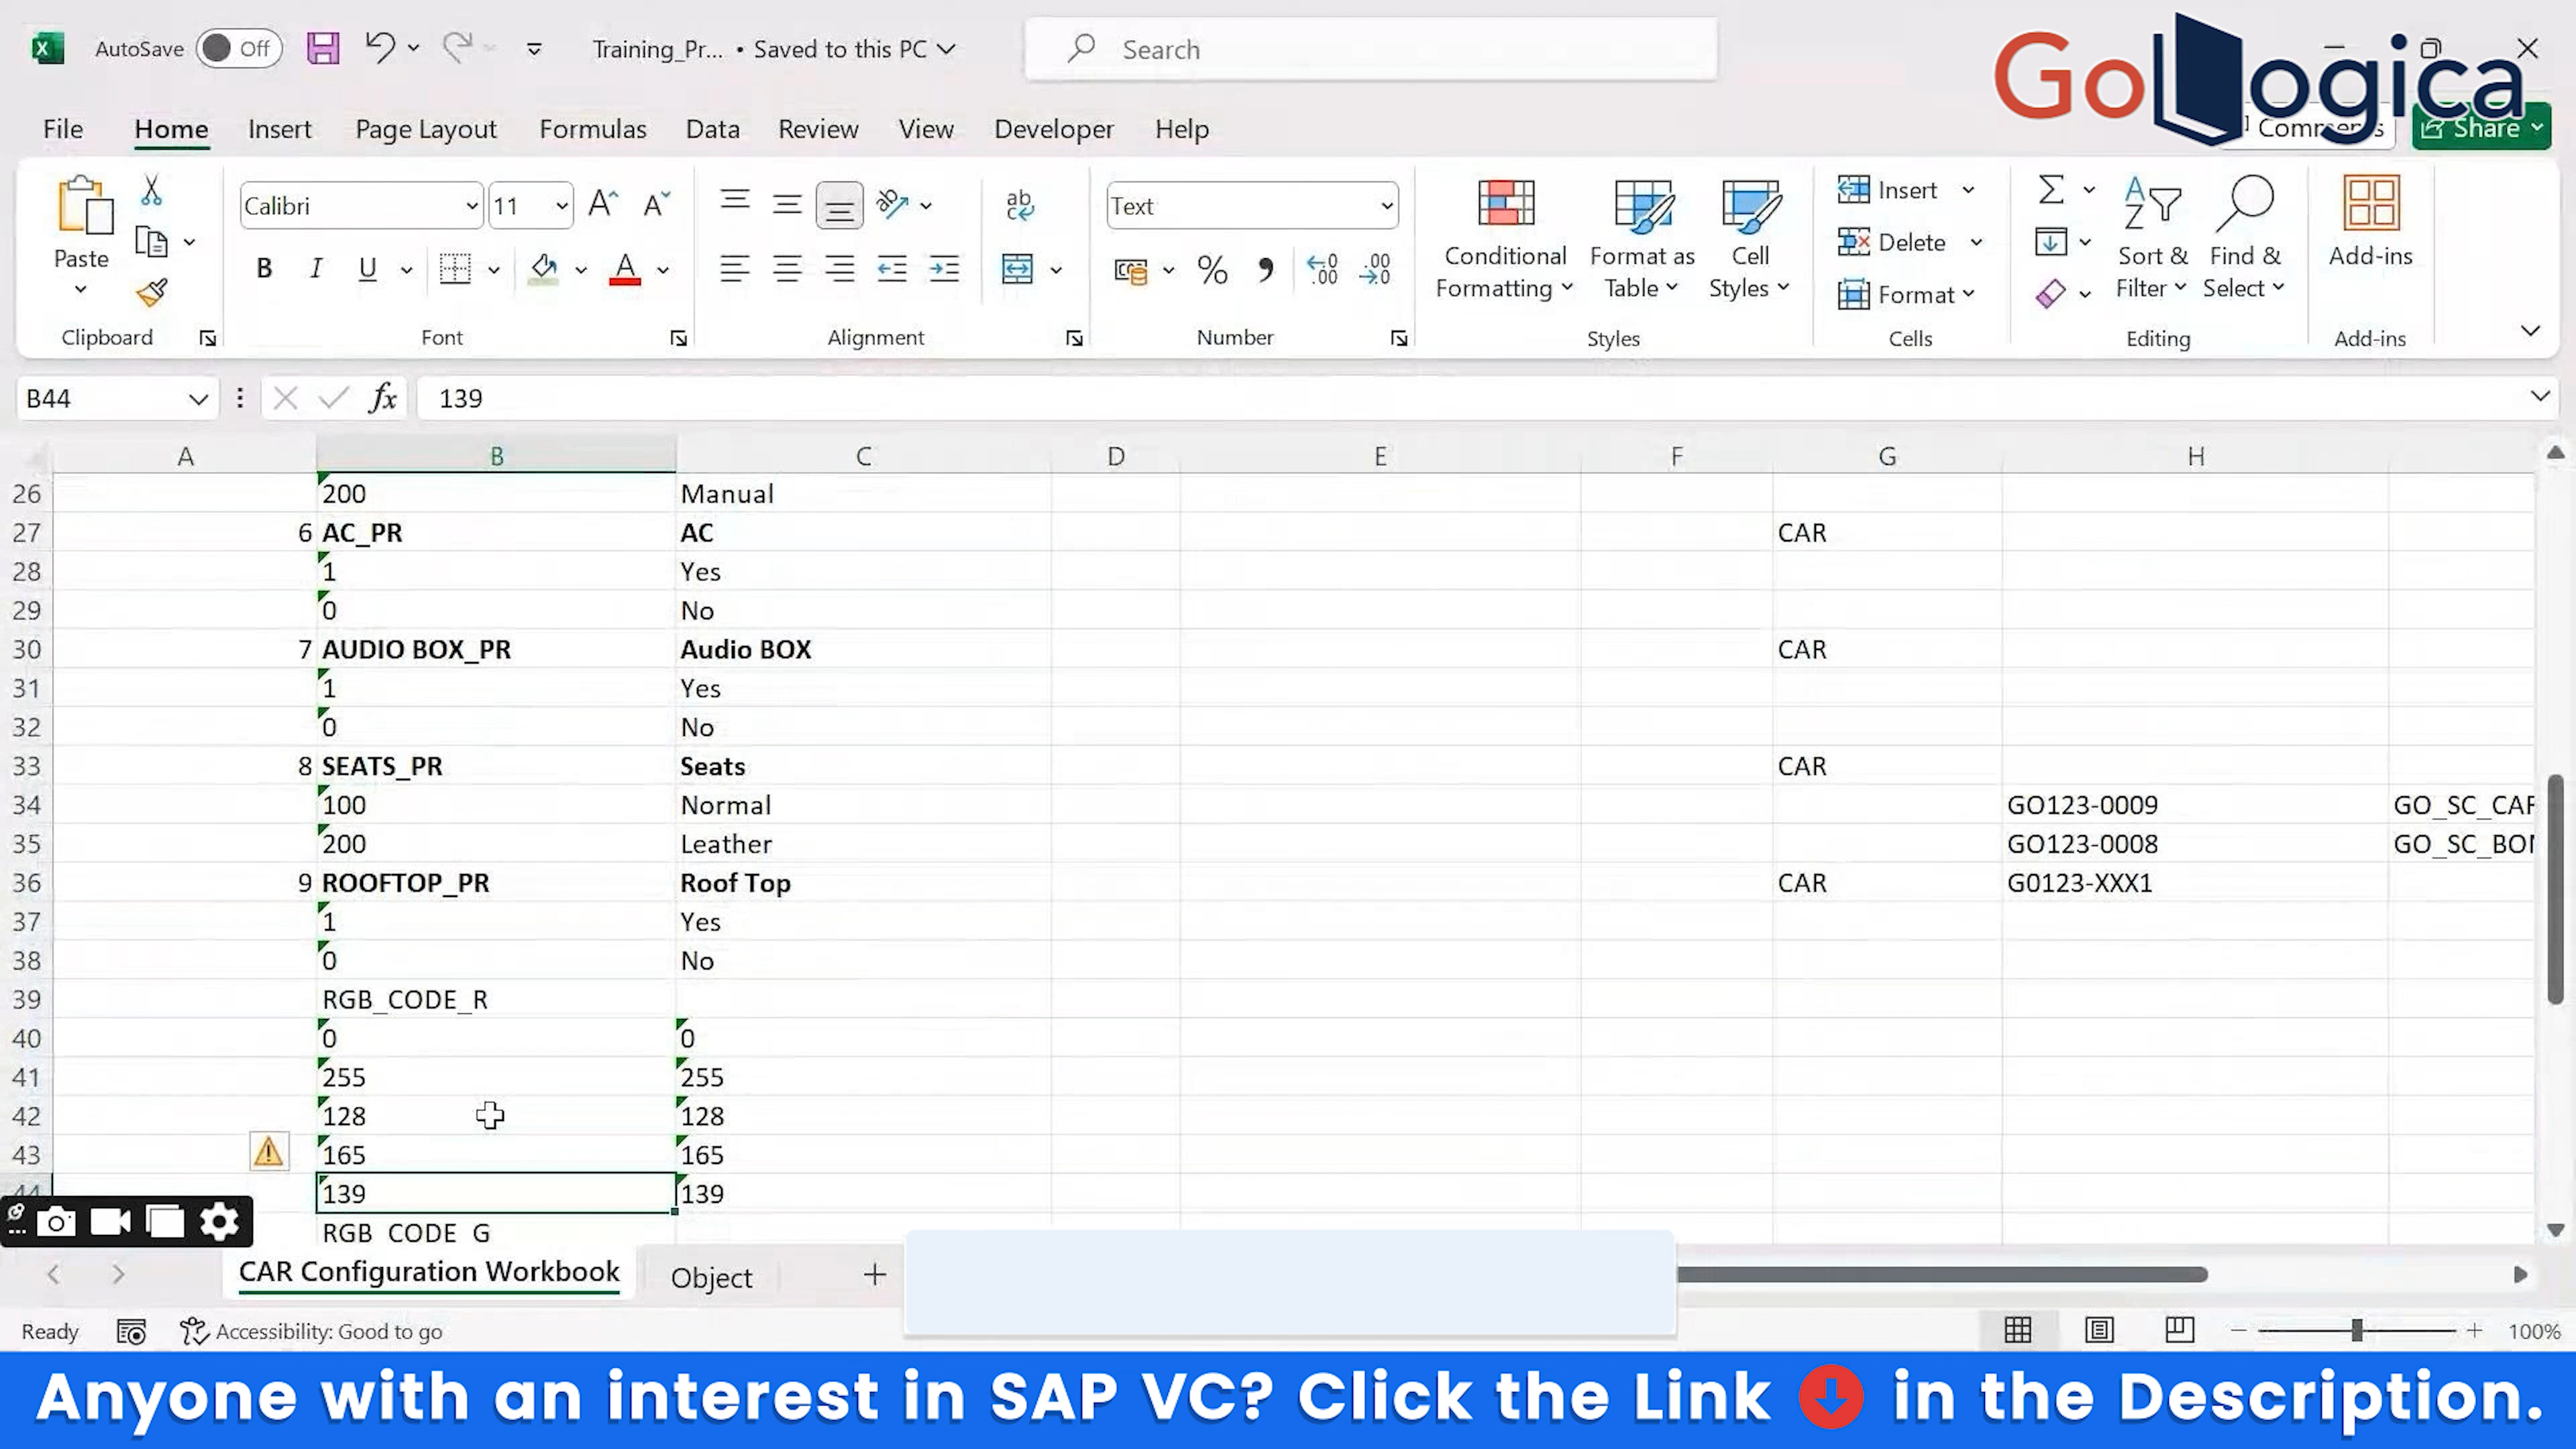 AutoSave Off Training_Pr... • Saved to this PC Search
GoLogica
File Home Insert Page Layout Formulas Data Review View Developer Help Comments Share
Paste
Clipboard
Calibri 11
B I U
Font
Alignment
Text
Number
Conditional Formatting
Format as Table
Cell Styles
Styles
Insert
Delete
Format
Cells
Sort & Filter
Find & Select
Editing
Add-ins
Add-ins
B44 fx 139
A B C D E F G H
26 200 Manual
27 6 AC_PR AC CAR
28 1 Yes
29 0 No
30 7 AUDIO BOX_PR Audio BOX CAR
31 1 Yes
32 0 No
33 8 SEATS_PR Seats CAR
34 100 Normal GO123-0009 GO_SC_CAR
35 200 Leather GO123-0008 GO_SC_BOM
36 9 ROOFTOP_PR Roof Top CAR G0123-XXX1
37 1 Yes
38 0 No
39 RGB_CODE_R
40 0 0
41 255 255
42 128 128
43 165 165
44 139 139
RGB_CODE_G
CAR Configuration Workbook Object +
Ready Accessibility: Good to go 100%
Anyone with an interest in SAP VC? Click the Link in the Description.